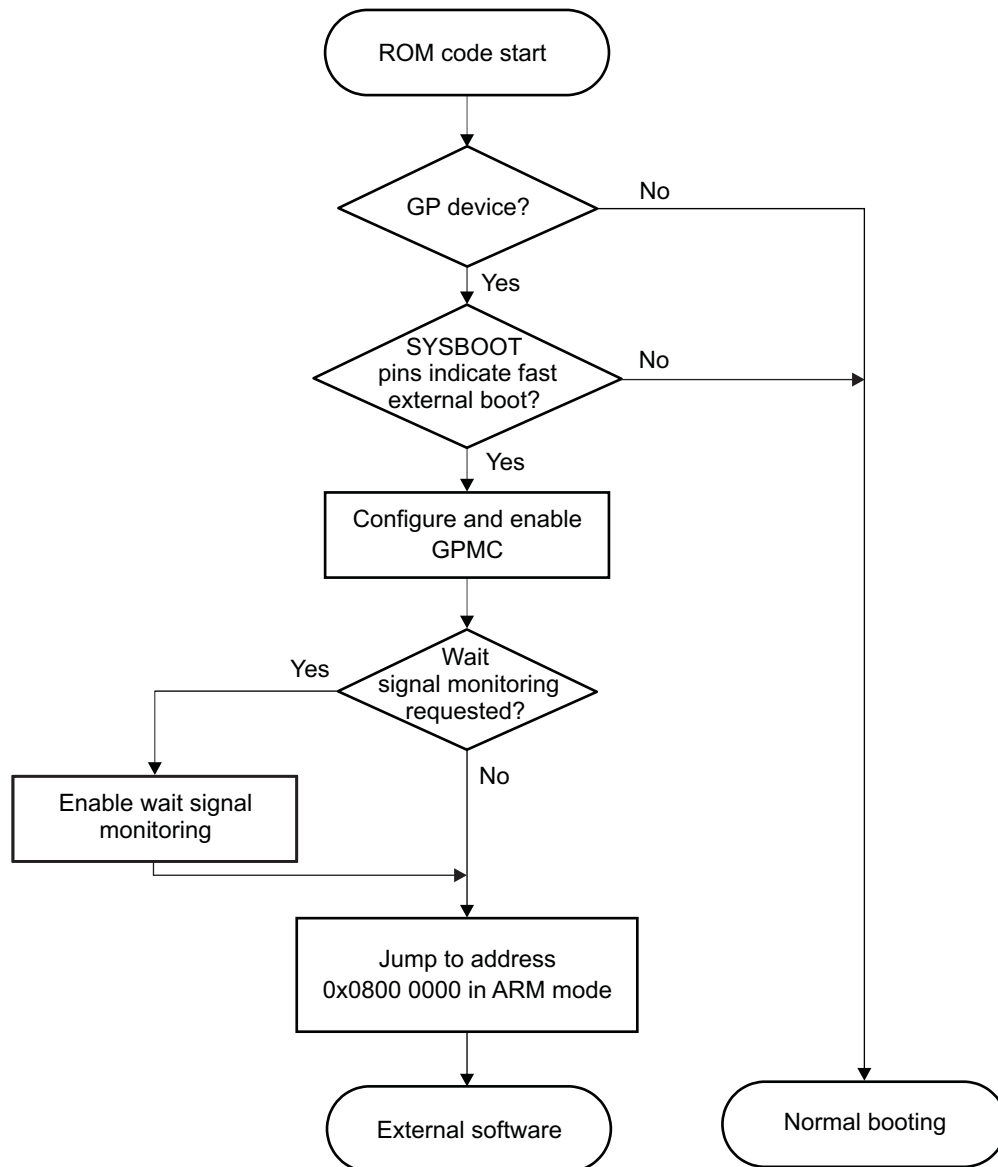 ROM code start
GP device?
No
Yes
SYSBOOT
pins indicate fast
external boot?
No
Yes
Configure and enable
GPMC
Wait
signal monitoring
requested?
Yes
No
Enable wait signal
monitoring
Jump to address
0x0800 0000 in ARM mode
External software
Normal booting